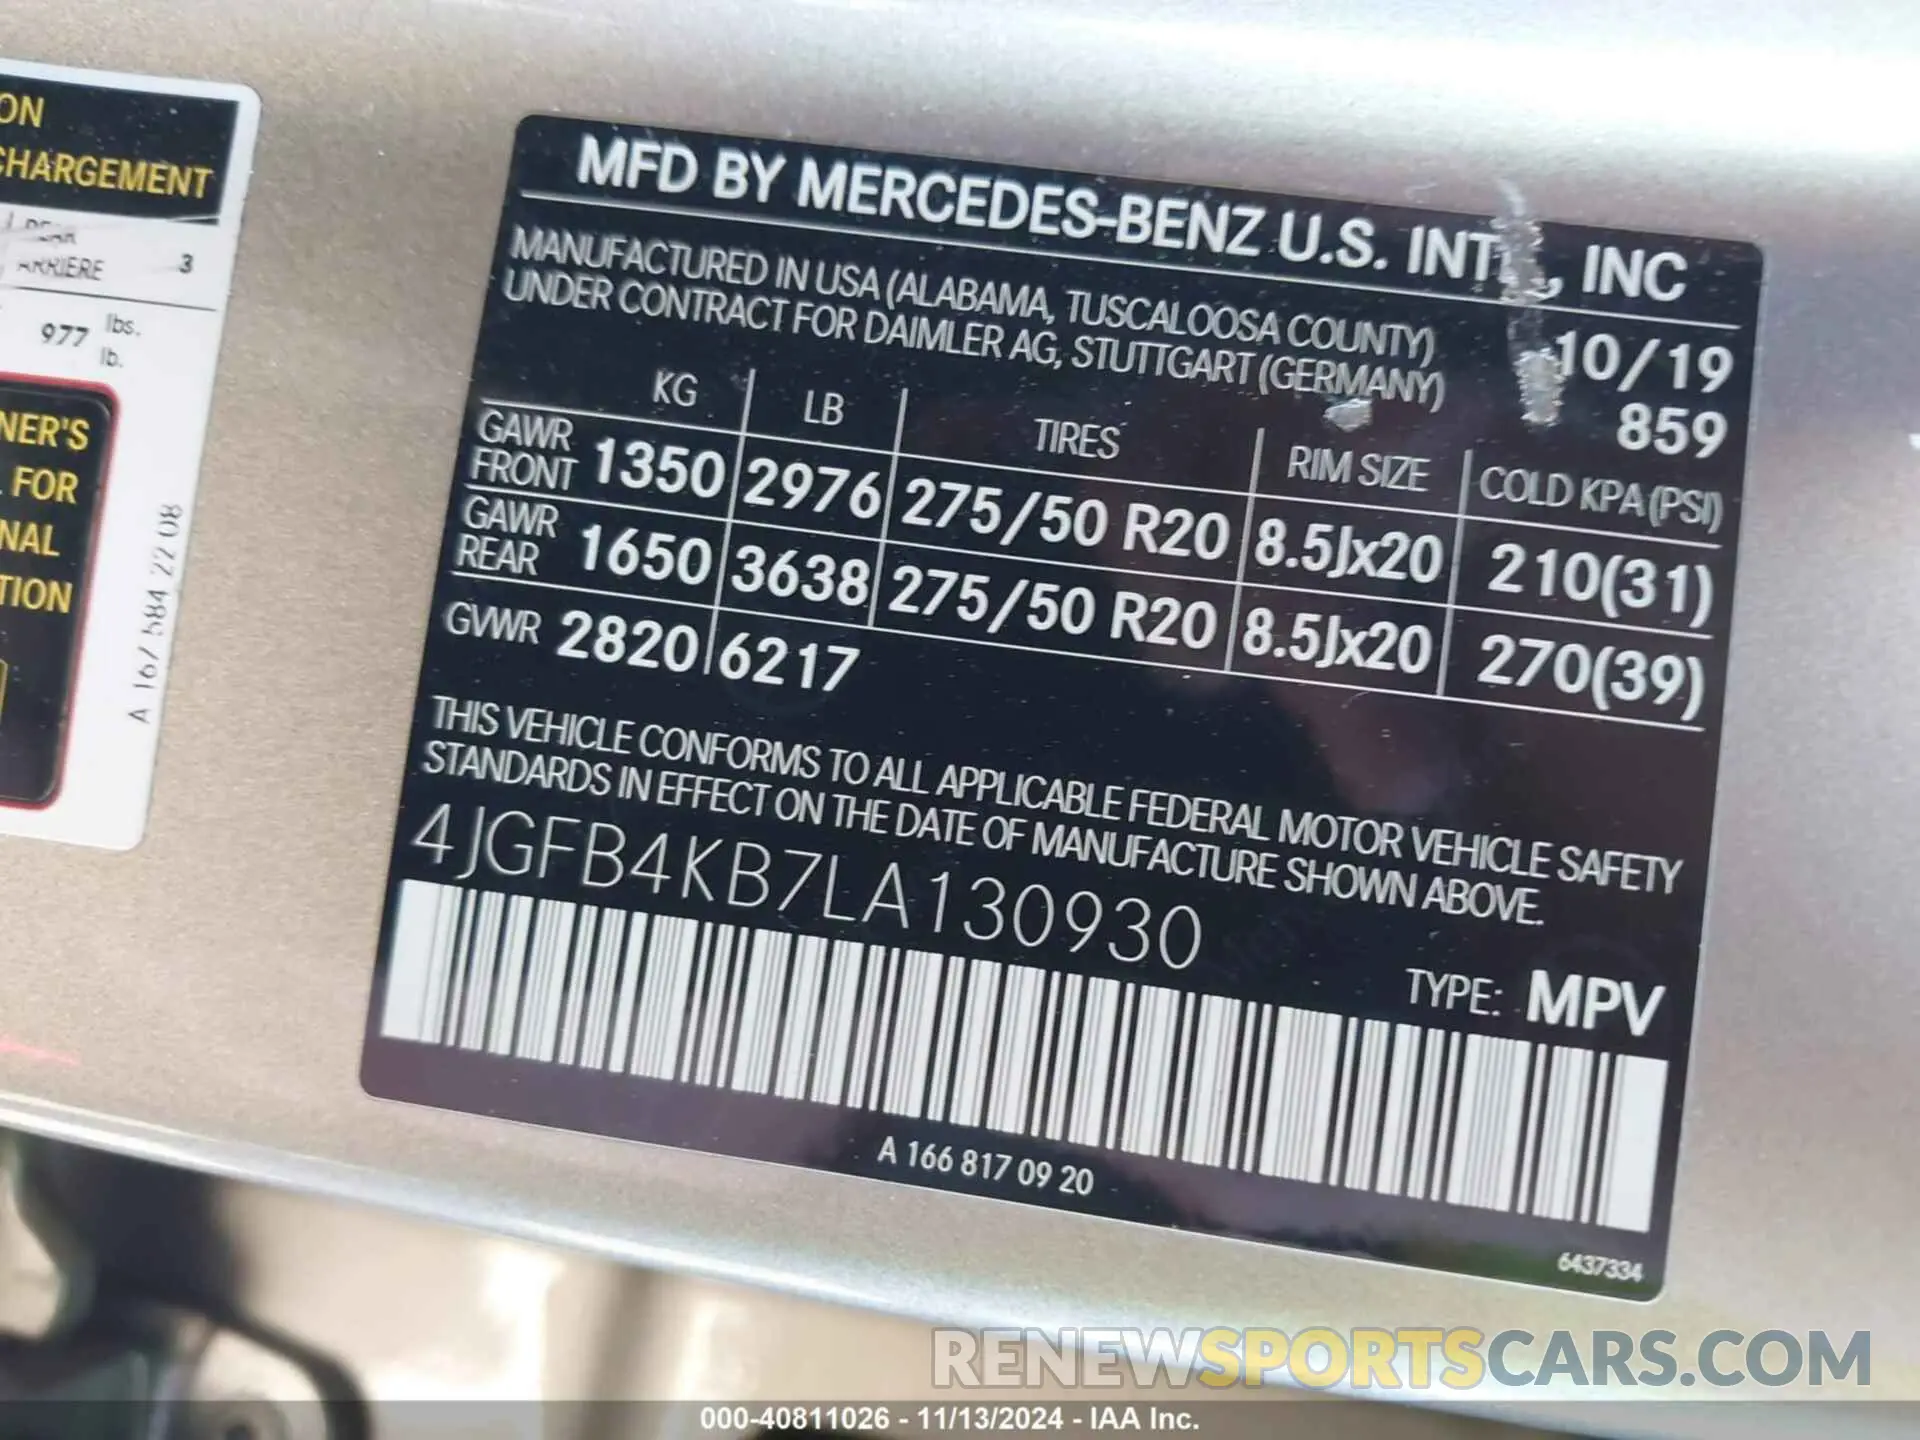 ON
CHARGEMENT
REAR
ARRIERE 3
977 lbs.
lb.
NER'S
FOR
NAL
TION
A 167 584 22 08
MFD BY MERCEDES-BENZ U.S. INT , INC
MANUFACTURED IN USA (ALABAMA, TUSCALOOSA COUNTY)
UNDER CONTRACT FOR DAIMLER AG, STUTTGART (GERMANY)
10/19
859
KG LB TIRES RIM SIZE COLD KPA (PSI)
GAWR
FRONT 1350 2976 275/50 R20 8.5Jx20 210(31)
GAWR
REAR 1650 3638 275/50 R20 8.5Jx20 270(39)
GVWR 2820 6217
THIS VEHICLE CONFORMS TO ALL APPLICABLE FEDERAL MOTOR VEHICLE SAFETY
STANDARDS IN EFFECT ON THE DATE OF MANUFACTURE SHOWN ABOVE.
4JGFB4KB7LA130930
TYPE: MPV
A 166 817 09 20
6437334
RENEWSPORTSCARS.COM
000-40811026 - 11/13/2024 - IAA Inc.